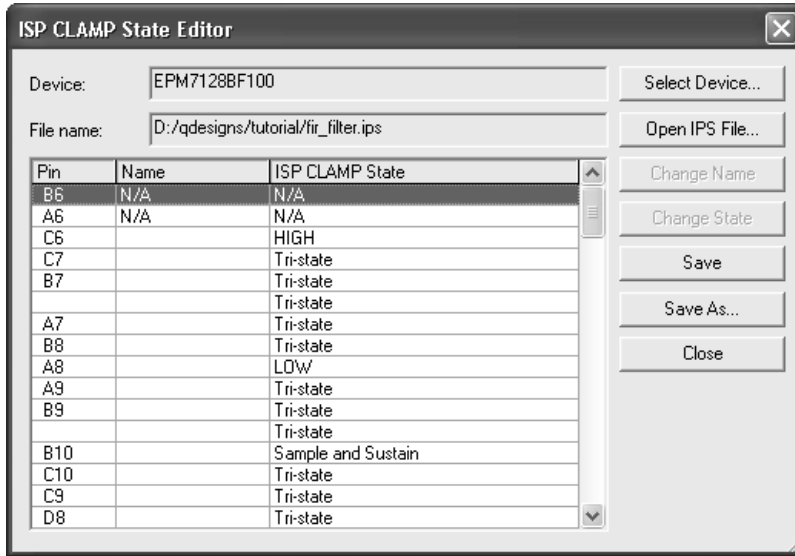 ISP CLAMP State Editor
Device: EPM7128BF100 Select Device...
File name: D:/qdesigns/tutorial/fir_filter.ips Open IPS File...
Pin Name ISP CLAMP State
B6 N/A N/A
A6 N/A N/A
C6 HIGH
C7 Tri-state
B7 Tri-state
Tri-state
A7 Tri-state
B8 Tri-state
A8 LOW
A9 Tri-state
B9 Tri-state
Tri-state
B10 Sample and Sustain
C10 Tri-state
C9 Tri-state
D8 Tri-state
Change Name
Change State
Save
Save As...
Close